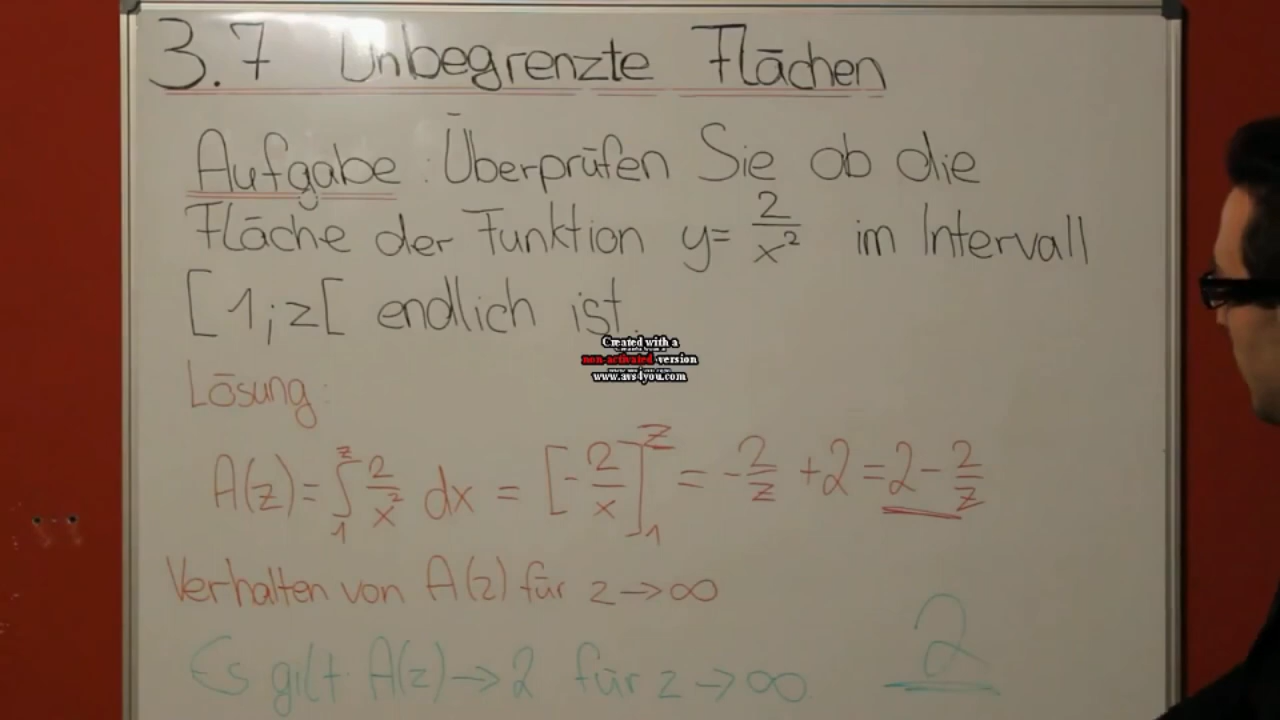 3.7 Unbegrenzte Flächen
Aufgabe: Überprüfen Sie ob die
Fläche der Funktion y= 2/x² im Intervall
[1;z[ endlich ist.
Created with a
non-activated version
www.avs4you.com
Lösung:
A(z)= ∫₁ᶻ 2/x² dx = [-2/x]₁ᶻ = -2/z +2 = 2 - 2/z
Verhalten von A(z) für z→∞
Es gilt A(z)→2 für z→∞ 2